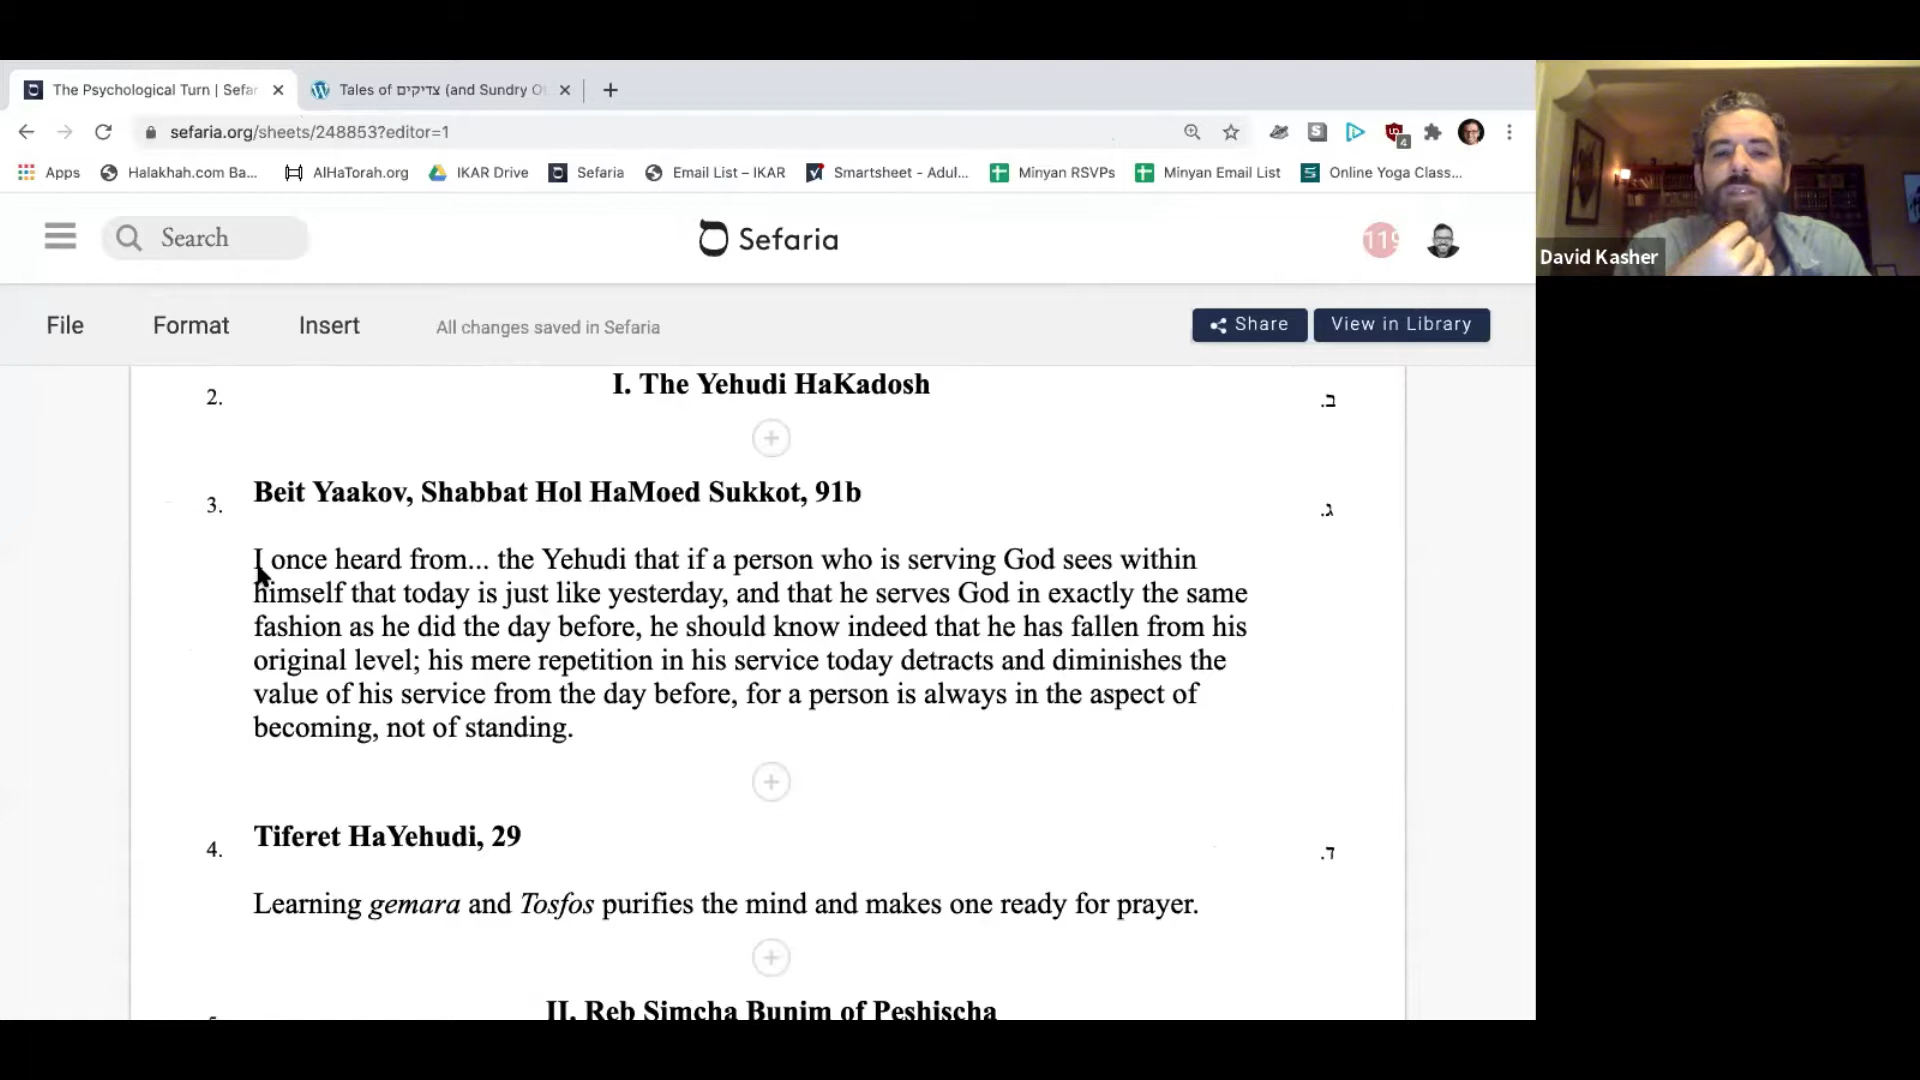 The Psychological Turn | Sefar
Tales of צדיקים (and Sundry O
sefaria.org/sheets/248853?editor=1
4
Apps
Halakhah.com Ba...
AlHaTorah.org
IKAR Drive
Sefaria
Email List – IKAR
Smartsheet - Adul...
Minyan RSVPs
Minyan Email List
Online Yoga Class...
Search
Sefaria
119
David Kasher
File Format Insert All changes saved in Sefaria
Share
View in Library
2. I. The Yehudi HaKadosh ב.
3. Beit Yaakov, Shabbat Hol HaMoed Sukkot, 91b ג.
I once heard from... the Yehudi that if a person who is serving God sees within
himself that today is just like yesterday, and that he serves God in exactly the same
fashion as he did the day before, he should know indeed that he has fallen from his
original level; his mere repetition in his service today detracts and diminishes the
value of his service from the day before, for a person is always in the aspect of
becoming, not of standing.
4. Tiferet HaYehudi, 29 ד.
Learning gemara and Tosfos purifies the mind and makes one ready for prayer.
II. Reb Simcha Bunim of Peshischa